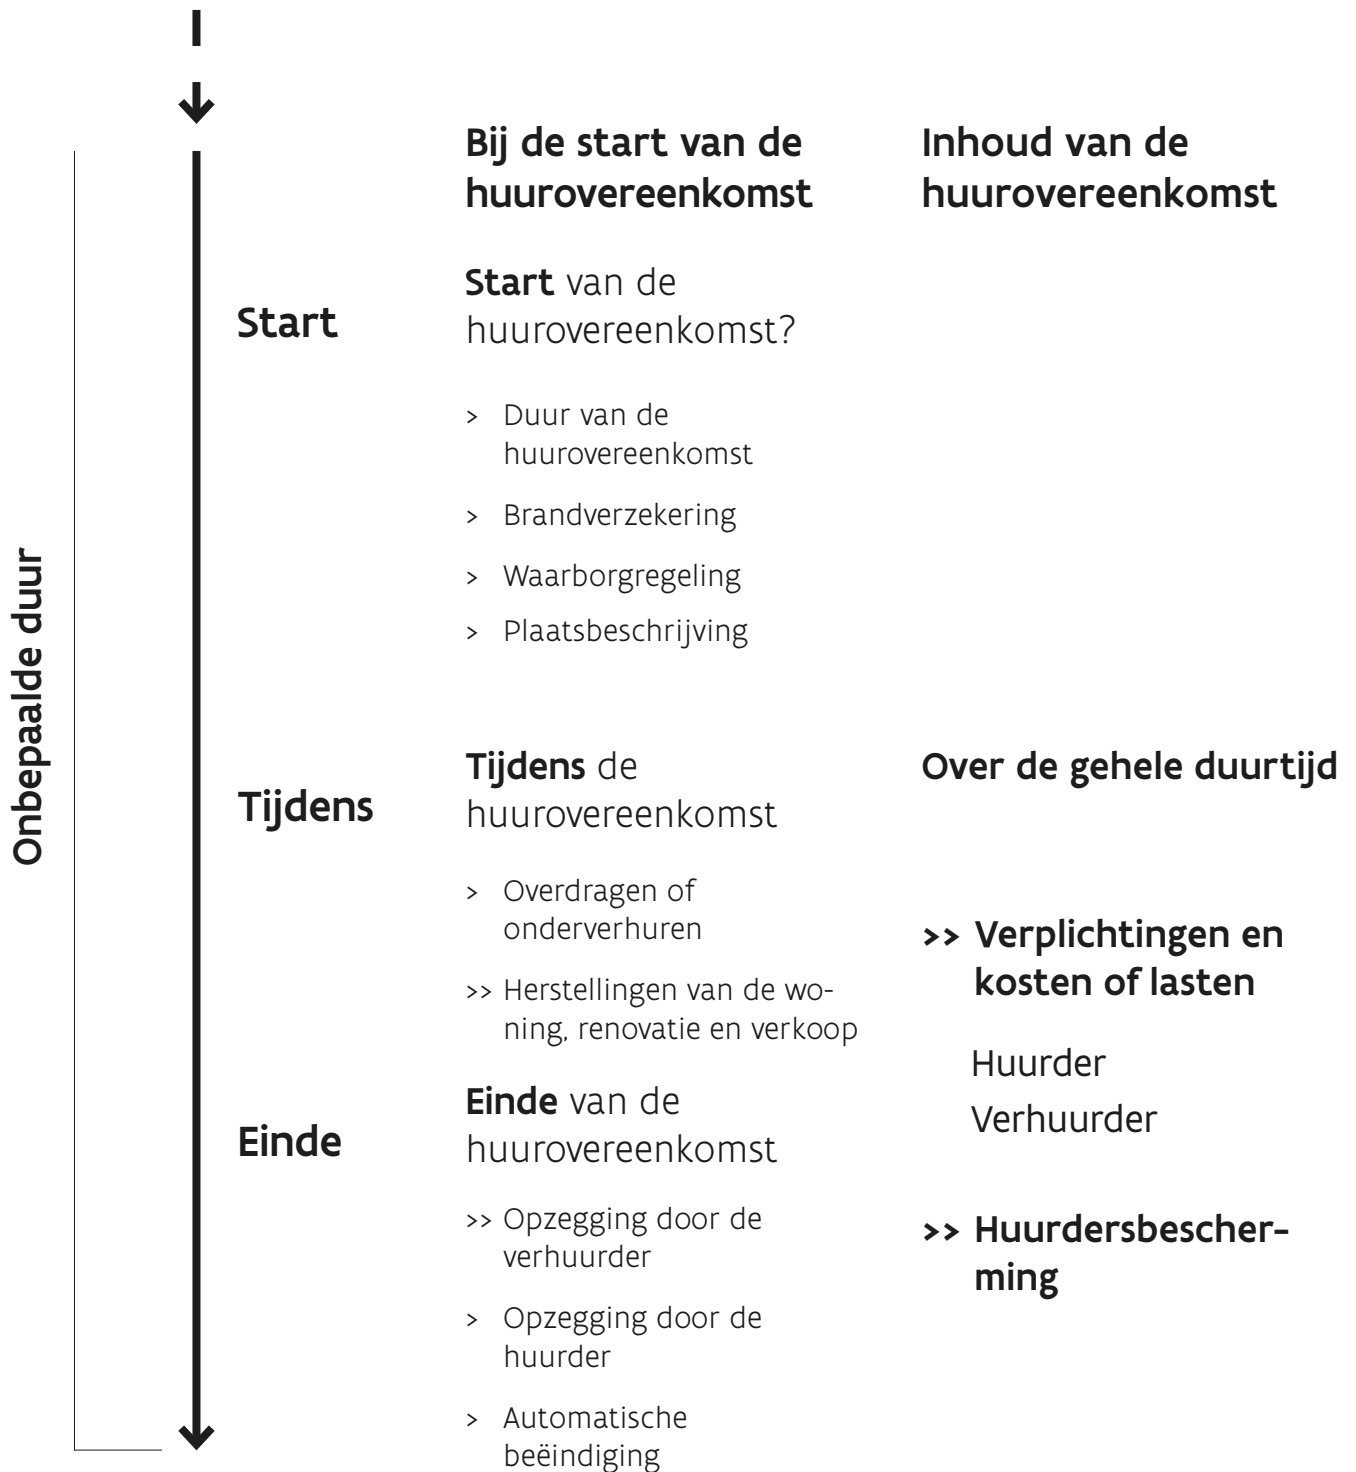 Bij de start van de
huurovereenkomst
Inhoud van de
huurovereenkomst
Onbepaalde duur
Start
Start van de
huurovereenkomst?
> Duur van de
huurovereenkomst
> Brandverzekering
> Waarborgregeling
> Plaatsbeschrijving
Tijdens
Tijdens de
huurovereenkomst
> Overdragen of
onderverhuren
>> Herstellingen van de wo-
ning, renovatie en verkoop
Einde
Einde van de
huurovereenkomst
>> Opzegging door de
verhuurder
> Opzegging door de
huurder
> Automatische
beëindiging
Over de gehele duurtijd
>> Verplichtingen en
kosten of lasten
Huurder
Verhuurder
>> Huurdersbescher-
ming